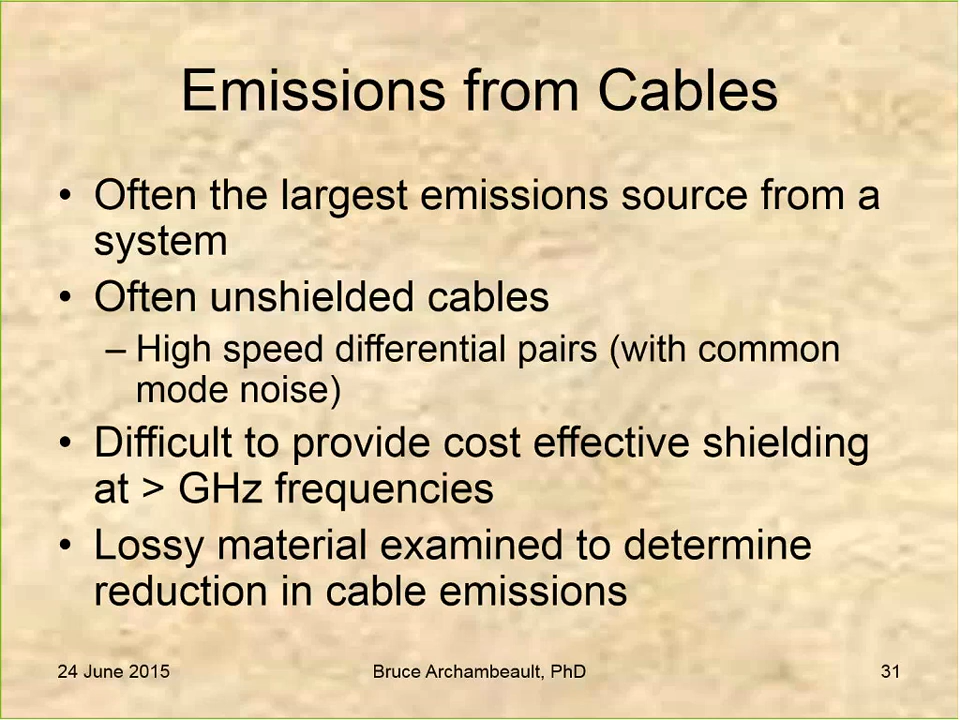 Emissions from Cables
• Often the largest emissions source from a
system
• Often unshielded cables
– High speed differential pairs (with common
mode noise)
• Difficult to provide cost effective shielding
at > GHz frequencies
• Lossy material examined to determine
reduction in cable emissions
24 June 2015 Bruce Archambeault, PhD 31